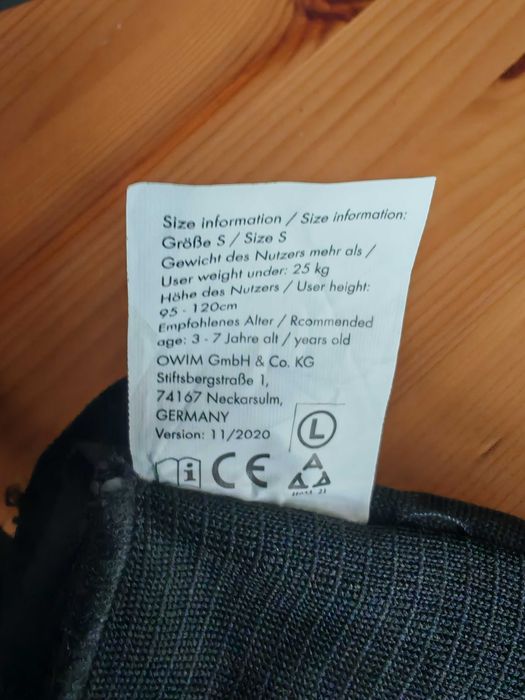 Size information / Size information:
Größe S / Size S
Gewicht des Nutzers mehr als /
User weight under: 25 kg
Höhe des Nutzers / User height:
95 - 120cm
Empfohlenes Alter / Rcommended
age: 3 - 7 Jahre alt / years old
OWIM GmbH & Co. KG
Stiftsbergstraße 1,
74167 Neckarsulm,
GERMANY
Version: 11/2020
L
i CE